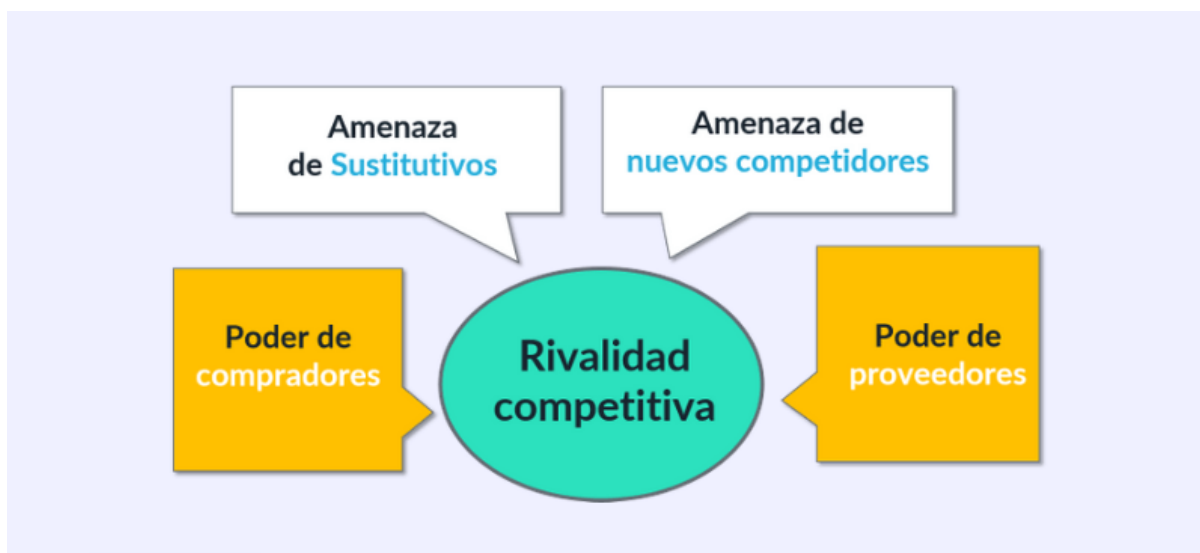 Amenaza
de Sustitutivos
Amenaza de
nuevos competidores
Poder de
compradores
Rivalidad
competitiva
Poder de
proveedores